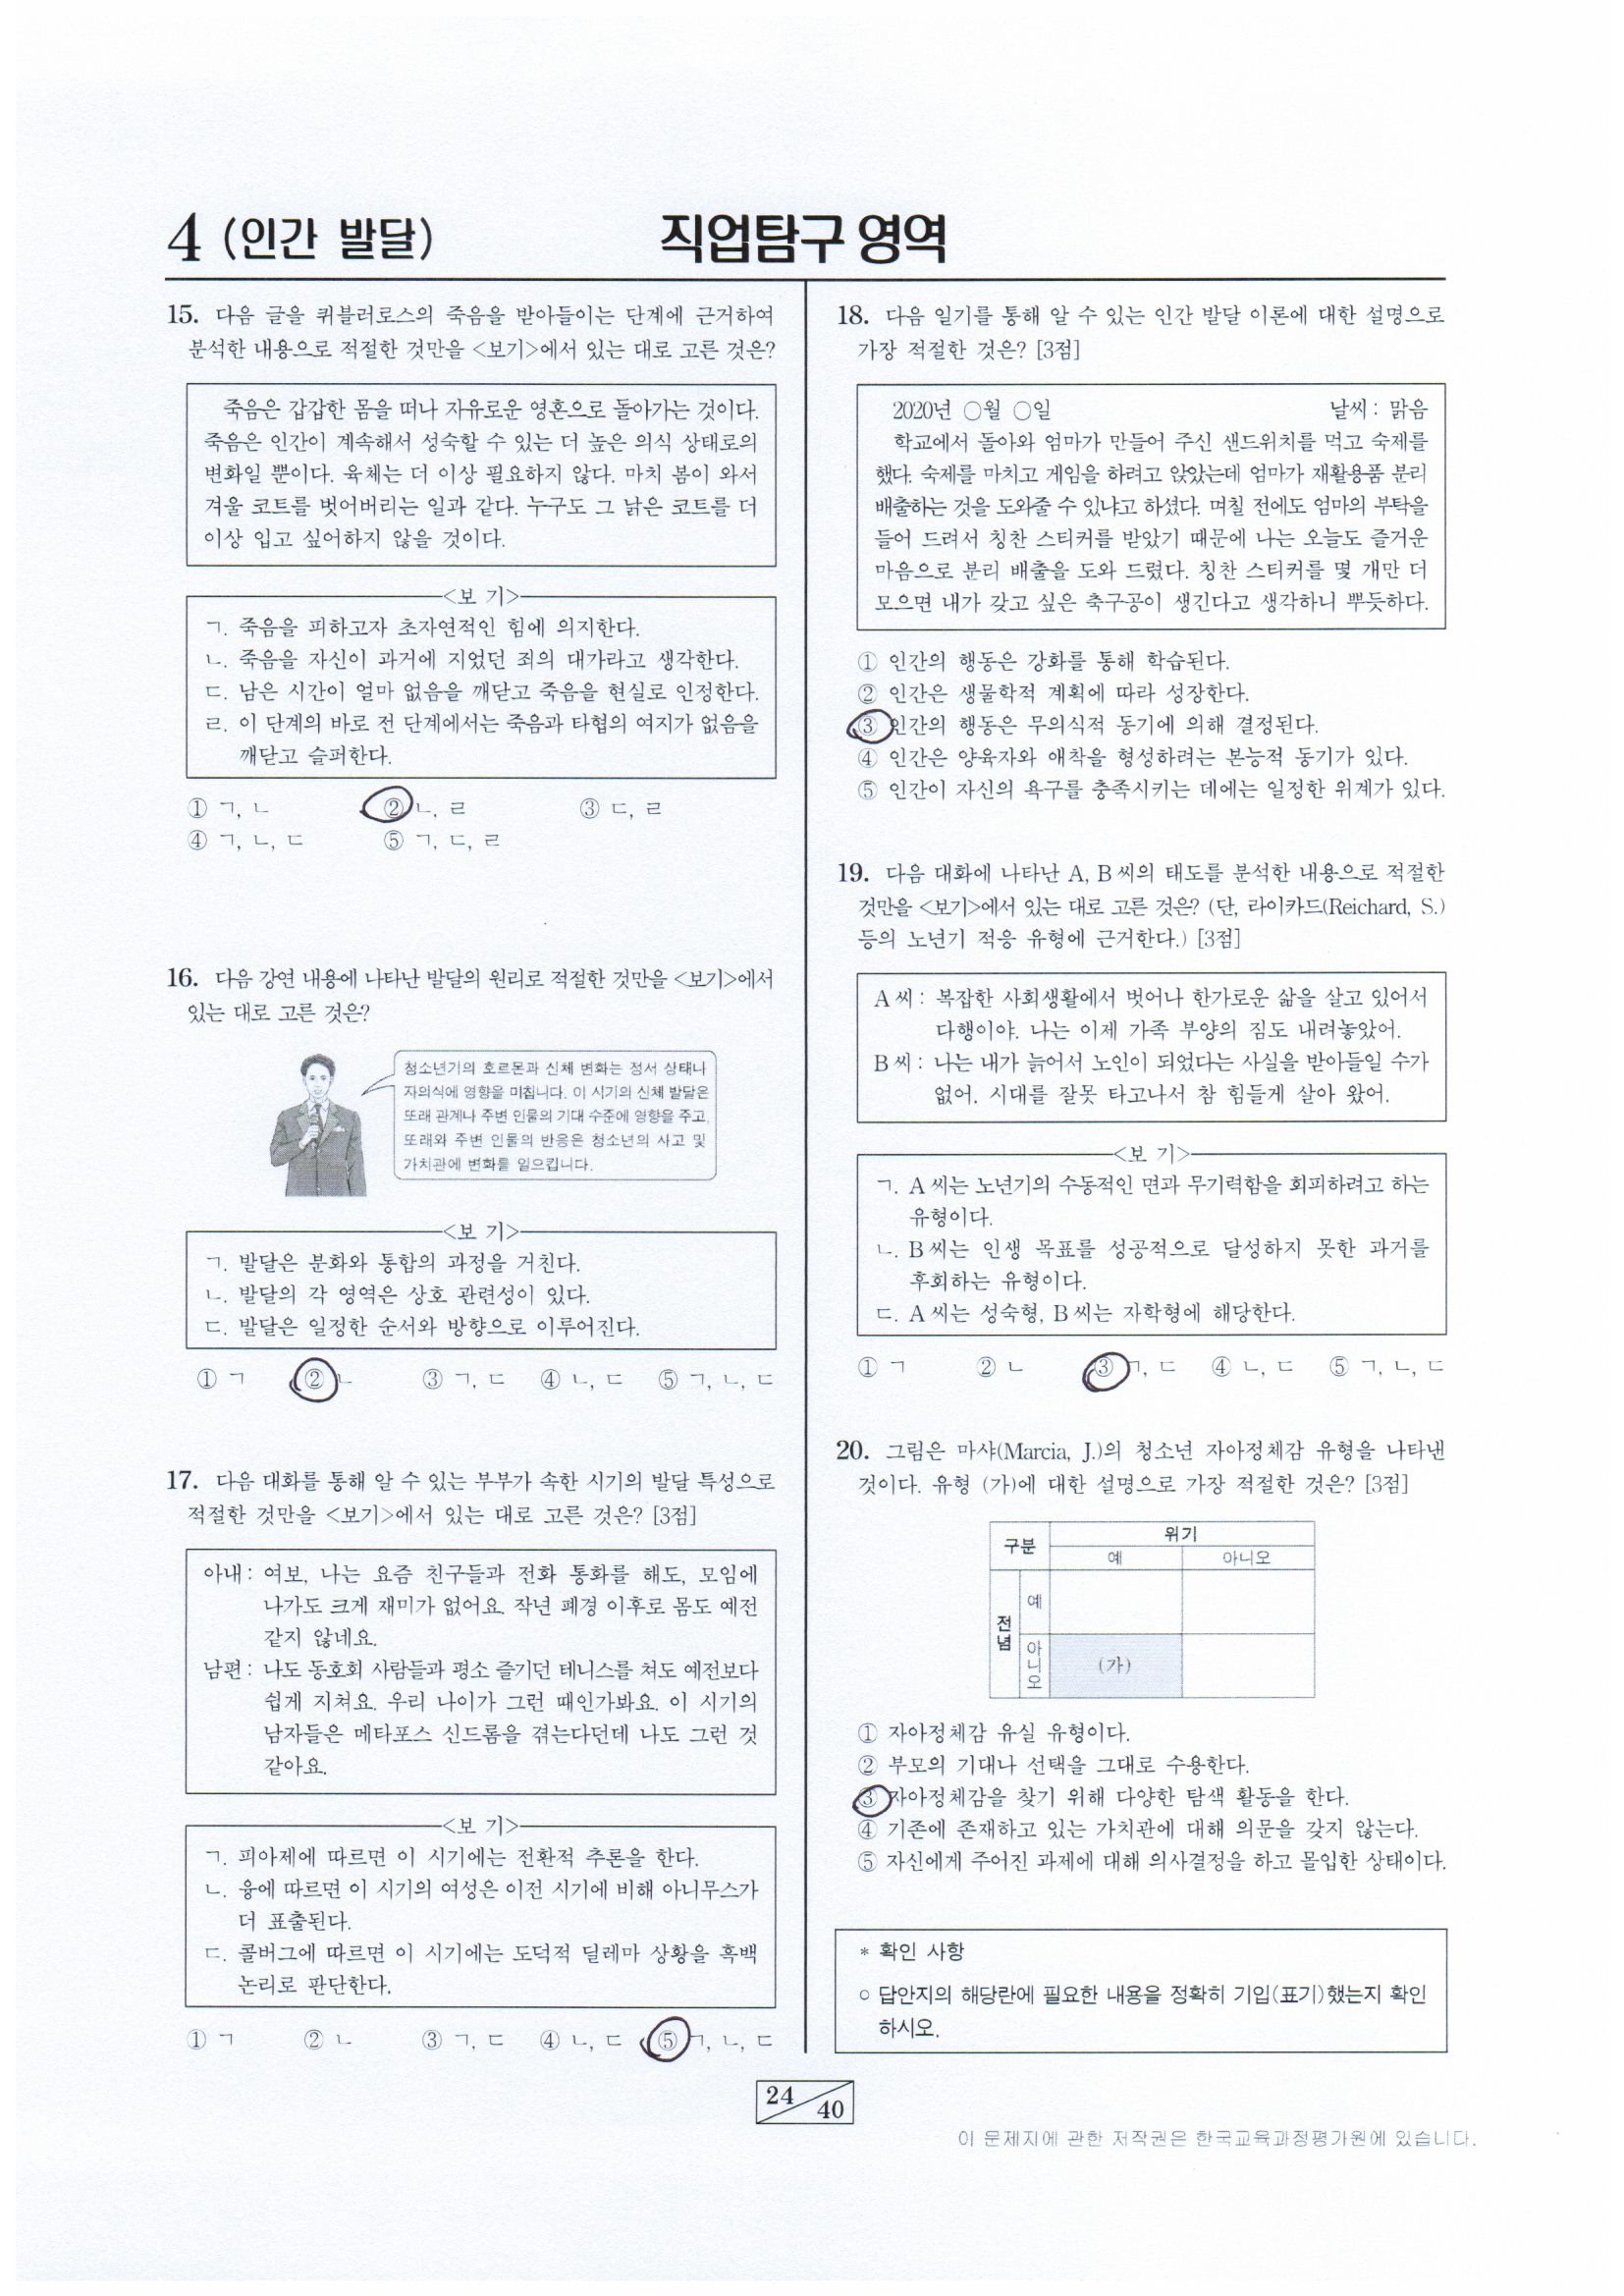 4 (인간 발달)
직업탐구 영역
15. 다음 글을 퀴블러로스의 죽음을 받아들이는 단계에 근거하여
분석한 내용으로 적절한 것만을 <보기>에서 있는 대로 고른 것은?
죽음은 갑갑한 몸을 떠나 자유로운 영혼으로 돌아가는 것이다.
죽음은 인간이 계속해서 성숙할 수 있는 더 높은 의식 상태로의
변화일 뿐이다. 육체는 더 이상 필요하지 않다. 마치 봄이 와서
겨울 코트를 벗어버리는 일과 같다. 누구도 그 낡은 코트를 더
이상 입고 싶어하지 않을 것이다.
<보 기>
ㄱ. 죽음을 피하고자 초자연적인 힘에 의지한다.
ㄴ. 죽음을 자신이 과거에 지었던 죄의 대가라고 생각한다.
ㄷ. 남은 시간이 얼마 없음을 깨닫고 죽음을 현실로 인정한다.
ㄹ. 이 단계의 바로 전 단계에서는 죽음과 타협의 여지가 없음을
깨닫고 슬퍼한다.
① ㄱ, ㄴ ② ㄴ, ㄹ ③ ㄷ, ㄹ
④ ㄱ, ㄴ, ㄷ ⑤ ㄱ, ㄷ, ㄹ
16. 다음 강연 내용에 나타난 발달의 원리로 적절한 것만을 <보기>에서
있는 대로 고른 것은?
청소년기의 호르몬과 신체 변화는 정서 상태나
자의식에 영향을 미칩니다. 이 시기의 신체 발달은
또래 관계나 주변 인물의 기대 수준에 영향을 주고,
또래와 주변 인물의 반응은 청소년의 사고 및
가치관에 변화를 일으킵니다.
<보 기>
ㄱ. 발달은 분화와 통합의 과정을 거친다.
ㄴ. 발달의 각 영역은 상호 관련성이 있다.
ㄷ. 발달은 일정한 순서와 방향으로 이루어진다.
① ㄱ ② ㄴ ③ ㄱ, ㄷ ④ ㄴ, ㄷ ⑤ ㄱ, ㄴ, ㄷ
17. 다음 대화를 통해 알 수 있는 부부가 속한 시기의 발달 특성으로
적절한 것만을 <보기>에서 있는 대로 고른 것은? [3점]
아내: 여보, 나는 요즘 친구들과 전화 통화를 해도, 모임에
나가도 크게 재미가 없어요. 작년 폐경 이후로 몸도 예전
같지 않네요.
남편: 나도 동호회 사람들과 평소 즐기던 테니스를 쳐도 예전보다
쉽게 지쳐요. 우리 나이가 그런 때인가봐요. 이 시기의
남자들은 메타포스 신드롬을 겪는다던데 나도 그런 것
같아요.
<보 기>
ㄱ. 피아제에 따르면 이 시기에는 전환적 추론을 한다.
ㄴ. 융에 따르면 이 시기의 여성은 이전 시기에 비해 아니무스가
더 표출된다.
ㄷ. 콜버그에 따르면 이 시기에는 도덕적 딜레마 상황을 흑백
논리로 판단한다.
① ㄱ ② ㄴ ③ ㄱ, ㄷ ④ ㄴ, ㄷ ⑤ ㄱ, ㄴ, ㄷ
18. 다음 일기를 통해 알 수 있는 인간 발달 이론에 대한 설명으로
가장 적절한 것은? [3점]
2020년 ○월 ○일 날씨: 맑음
학교에서 돌아와 엄마가 만들어 주신 샌드위치를 먹고 숙제를
했다. 숙제를 마치고 게임을 하려고 앉았는데 엄마가 재활용품 분리
배출하는 것을 도와줄 수 있냐고 하셨다. 며칠 전에도 엄마의 부탁을
들어 드려서 칭찬 스티커를 받았기 때문에 나는 오늘도 즐거운
마음으로 분리 배출을 도와 드렸다. 칭찬 스티커를 몇 개만 더
모으면 내가 갖고 싶은 축구공이 생긴다고 생각하니 뿌듯하다.
① 인간의 행동은 강화를 통해 학습된다.
② 인간은 생물학적 계획에 따라 성장한다.
③ 인간의 행동은 무의식적 동기에 의해 결정된다.
④ 인간은 양육자와 애착을 형성하려는 본능적 동기가 있다.
⑤ 인간이 자신의 욕구를 충족시키는 데에는 일정한 위계가 있다.
19. 다음 대화에 나타난 A, B씨의 태도를 분석한 내용으로 적절한
것만을 <보기>에서 있는 대로 고른 것은? (단, 라이카드(Reichard, S.)
등의 노년기 적응 유형에 근거한다.) [3점]
A씨: 복잡한 사회생활에서 벗어나 한가로운 삶을 살고 있어서
다행이야. 나는 이제 가족 부양의 짐도 내려놓았어.
B씨: 나는 내가 늙어서 노인이 되었다는 사실을 받아들일 수가
없어. 시대를 잘못 타고나서 참 힘들게 살아 왔어.
<보 기>
ㄱ. A씨는 노년기의 수동적인 면과 무기력함을 회피하려고 하는
유형이다.
ㄴ. B씨는 인생 목표를 성공적으로 달성하지 못한 과거를
후회하는 유형이다.
ㄷ. A씨는 성숙형, B씨는 자학형에 해당한다.
① ㄱ ② ㄴ ③ ㄱ, ㄷ ④ ㄴ, ㄷ ⑤ ㄱ, ㄴ, ㄷ
20. 그림은 마샤(Marcia, J.)의 청소년 자아정체감 유형을 나타낸
것이다. 유형 (가)에 대한 설명으로 가장 적절한 것은? [3점]
구분 위기
예 아니오
전념 예
아니오 (가)
① 자아정체감 유실 유형이다.
② 부모의 기대나 선택을 그대로 수용한다.
③ 자아정체감을 찾기 위해 다양한 탐색 활동을 한다.
④ 기존에 존재하고 있는 가치관에 대해 의문을 갖지 않는다.
⑤ 자신에게 주어진 과제에 대해 의사결정을 하고 몰입한 상태이다.
* 확인 사항
○ 답안지의 해당란에 필요한 내용을 정확히 기입(표기)했는지 확인
하시오.
24 40
이 문제지에 관한 저작권은 한국교육과정평가원에 있습니다.